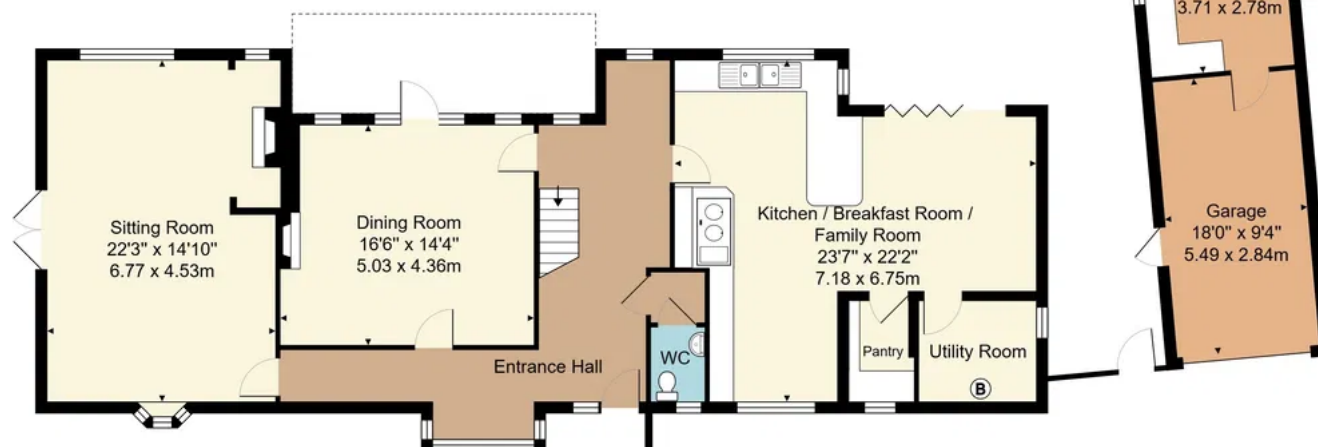 3.71 x 2.78m
Sitting Room
22'3" x 14'10"
6.77 x 4.53m
Dining Room
16'6" x 14'4"
5.03 x 4.36m
Kitchen / Breakfast Room /
Family Room
23'7" x 22'2"
7.18 x 6.75m
Garage
18'0" x 9'4"
5.49 x 2.84m
Entrance Hall
WC
Pantry
Utility Room
B